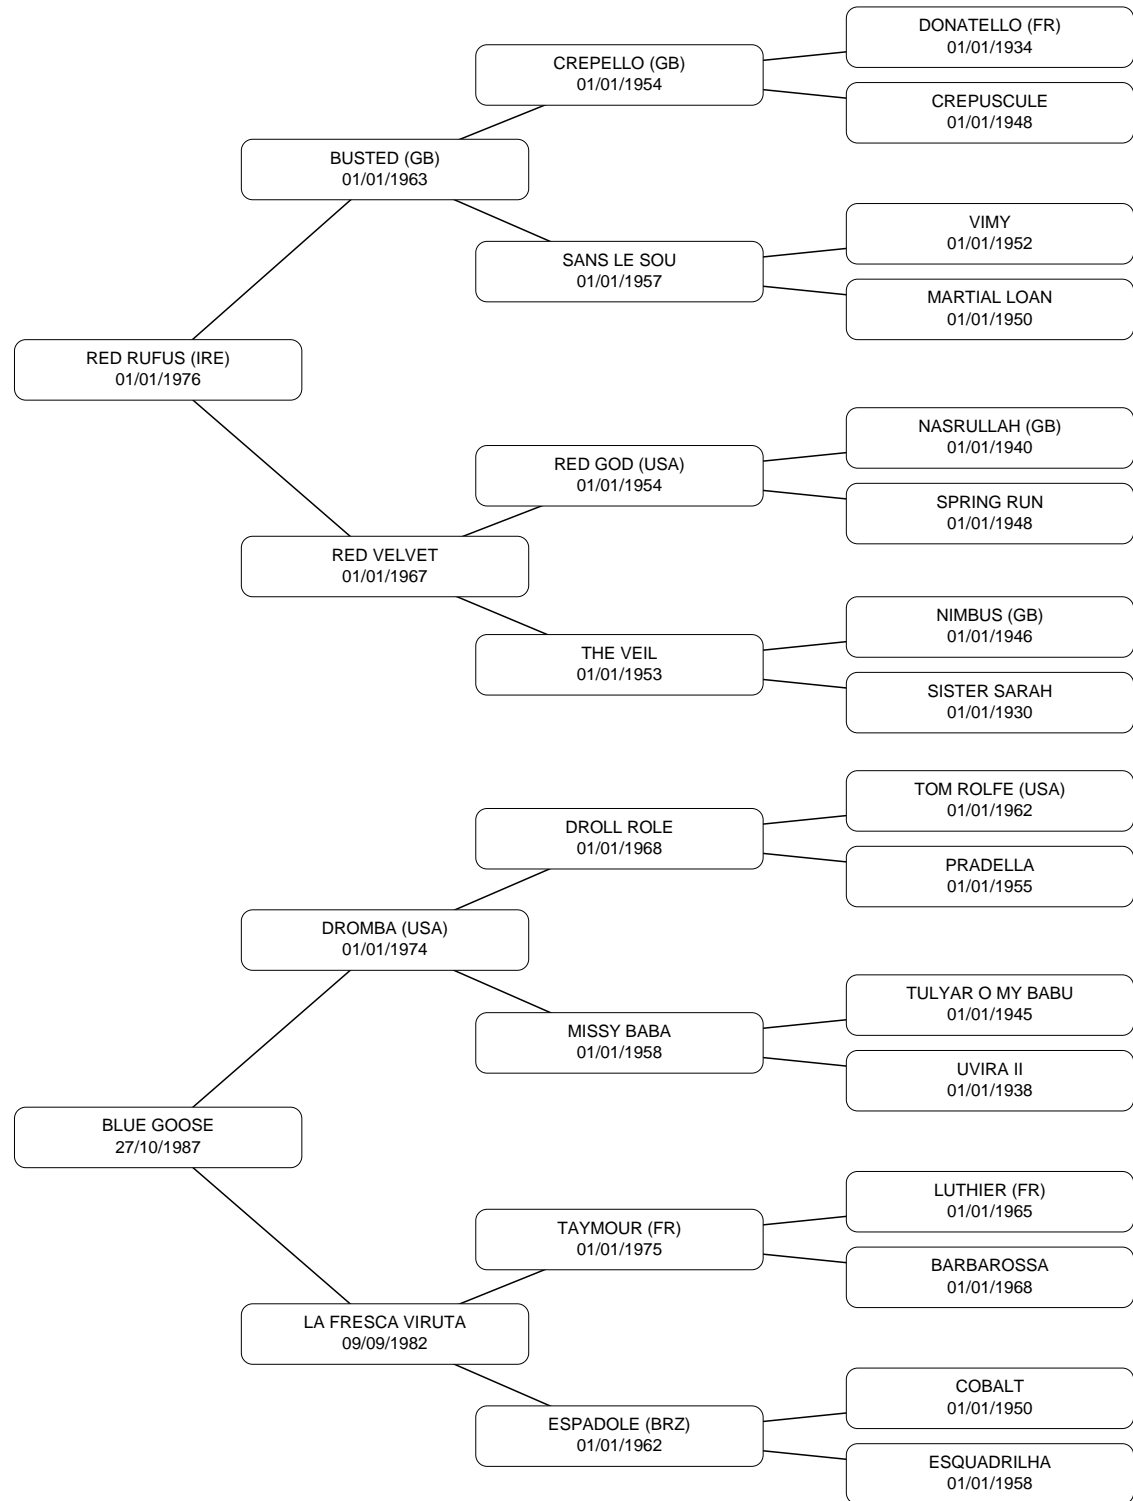 DONATELLO (FR)
01/01/1934
CREPELLO (GB)
01/01/1954
CREPUSCULE
01/01/1948
BUSTED (GB)
01/01/1963
VIMY
01/01/1952
SANS LE SOU
01/01/1957
MARTIAL LOAN
01/01/1950
RED RUFUS (IRE)
01/01/1976
NASRULLAH (GB)
01/01/1940
RED GOD (USA)
01/01/1954
SPRING RUN
01/01/1948
RED VELVET
01/01/1967
NIMBUS (GB)
01/01/1946
THE VEIL
01/01/1953
SISTER SARAH
01/01/1930
TOM ROLFE (USA)
01/01/1962
DROLL ROLE
01/01/1968
PRADELLA
01/01/1955
DROMBA (USA)
01/01/1974
TULYAR O MY BABU
01/01/1945
MISSY BABA
01/01/1958
UVIRA II
01/01/1938
BLUE GOOSE
27/10/1987
LUTHIER (FR)
01/01/1965
TAYMOUR (FR)
01/01/1975
BARBAROSSA
01/01/1968
LA FRESCA VIRUTA
09/09/1982
COBALT
01/01/1950
ESPADOLE (BRZ)
01/01/1962
ESQUADRILHA
01/01/1958